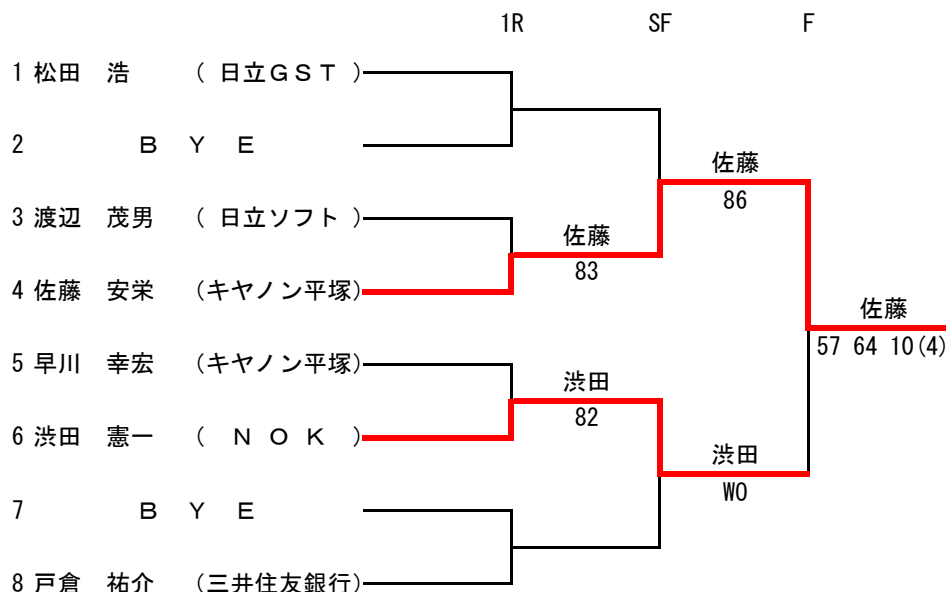 1R SF F
1 松田 浩 ( 日立GST )
2 B Y E
佐藤
86
3 渡辺 茂男 ( 日立ソフト )
佐藤
83
4 佐藤 安栄 (キヤノン平塚)
佐藤
57 64 10(4)
5 早川 幸宏 (キヤノン平塚)
渋田
82
6 渋田 憲一 ( N O K )
渋田
WO
7 B Y E
8 戸倉 祐介 (三井住友銀行)